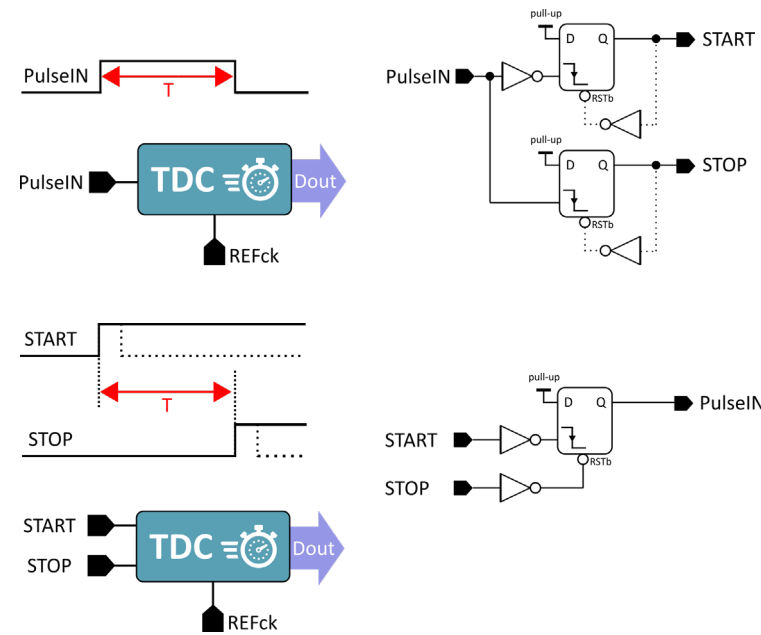 PulseIN
T
PulseIN
TDC
Dout
REFck
pull-up
D
Q
START
PulseIN
RSTb
pull-up
D
Q
STOP
RSTb
START
T
STOP
START
STOP
TDC
Dout
REFck
pull-up
D
Q
PulseIN
START
RSTb
STOP